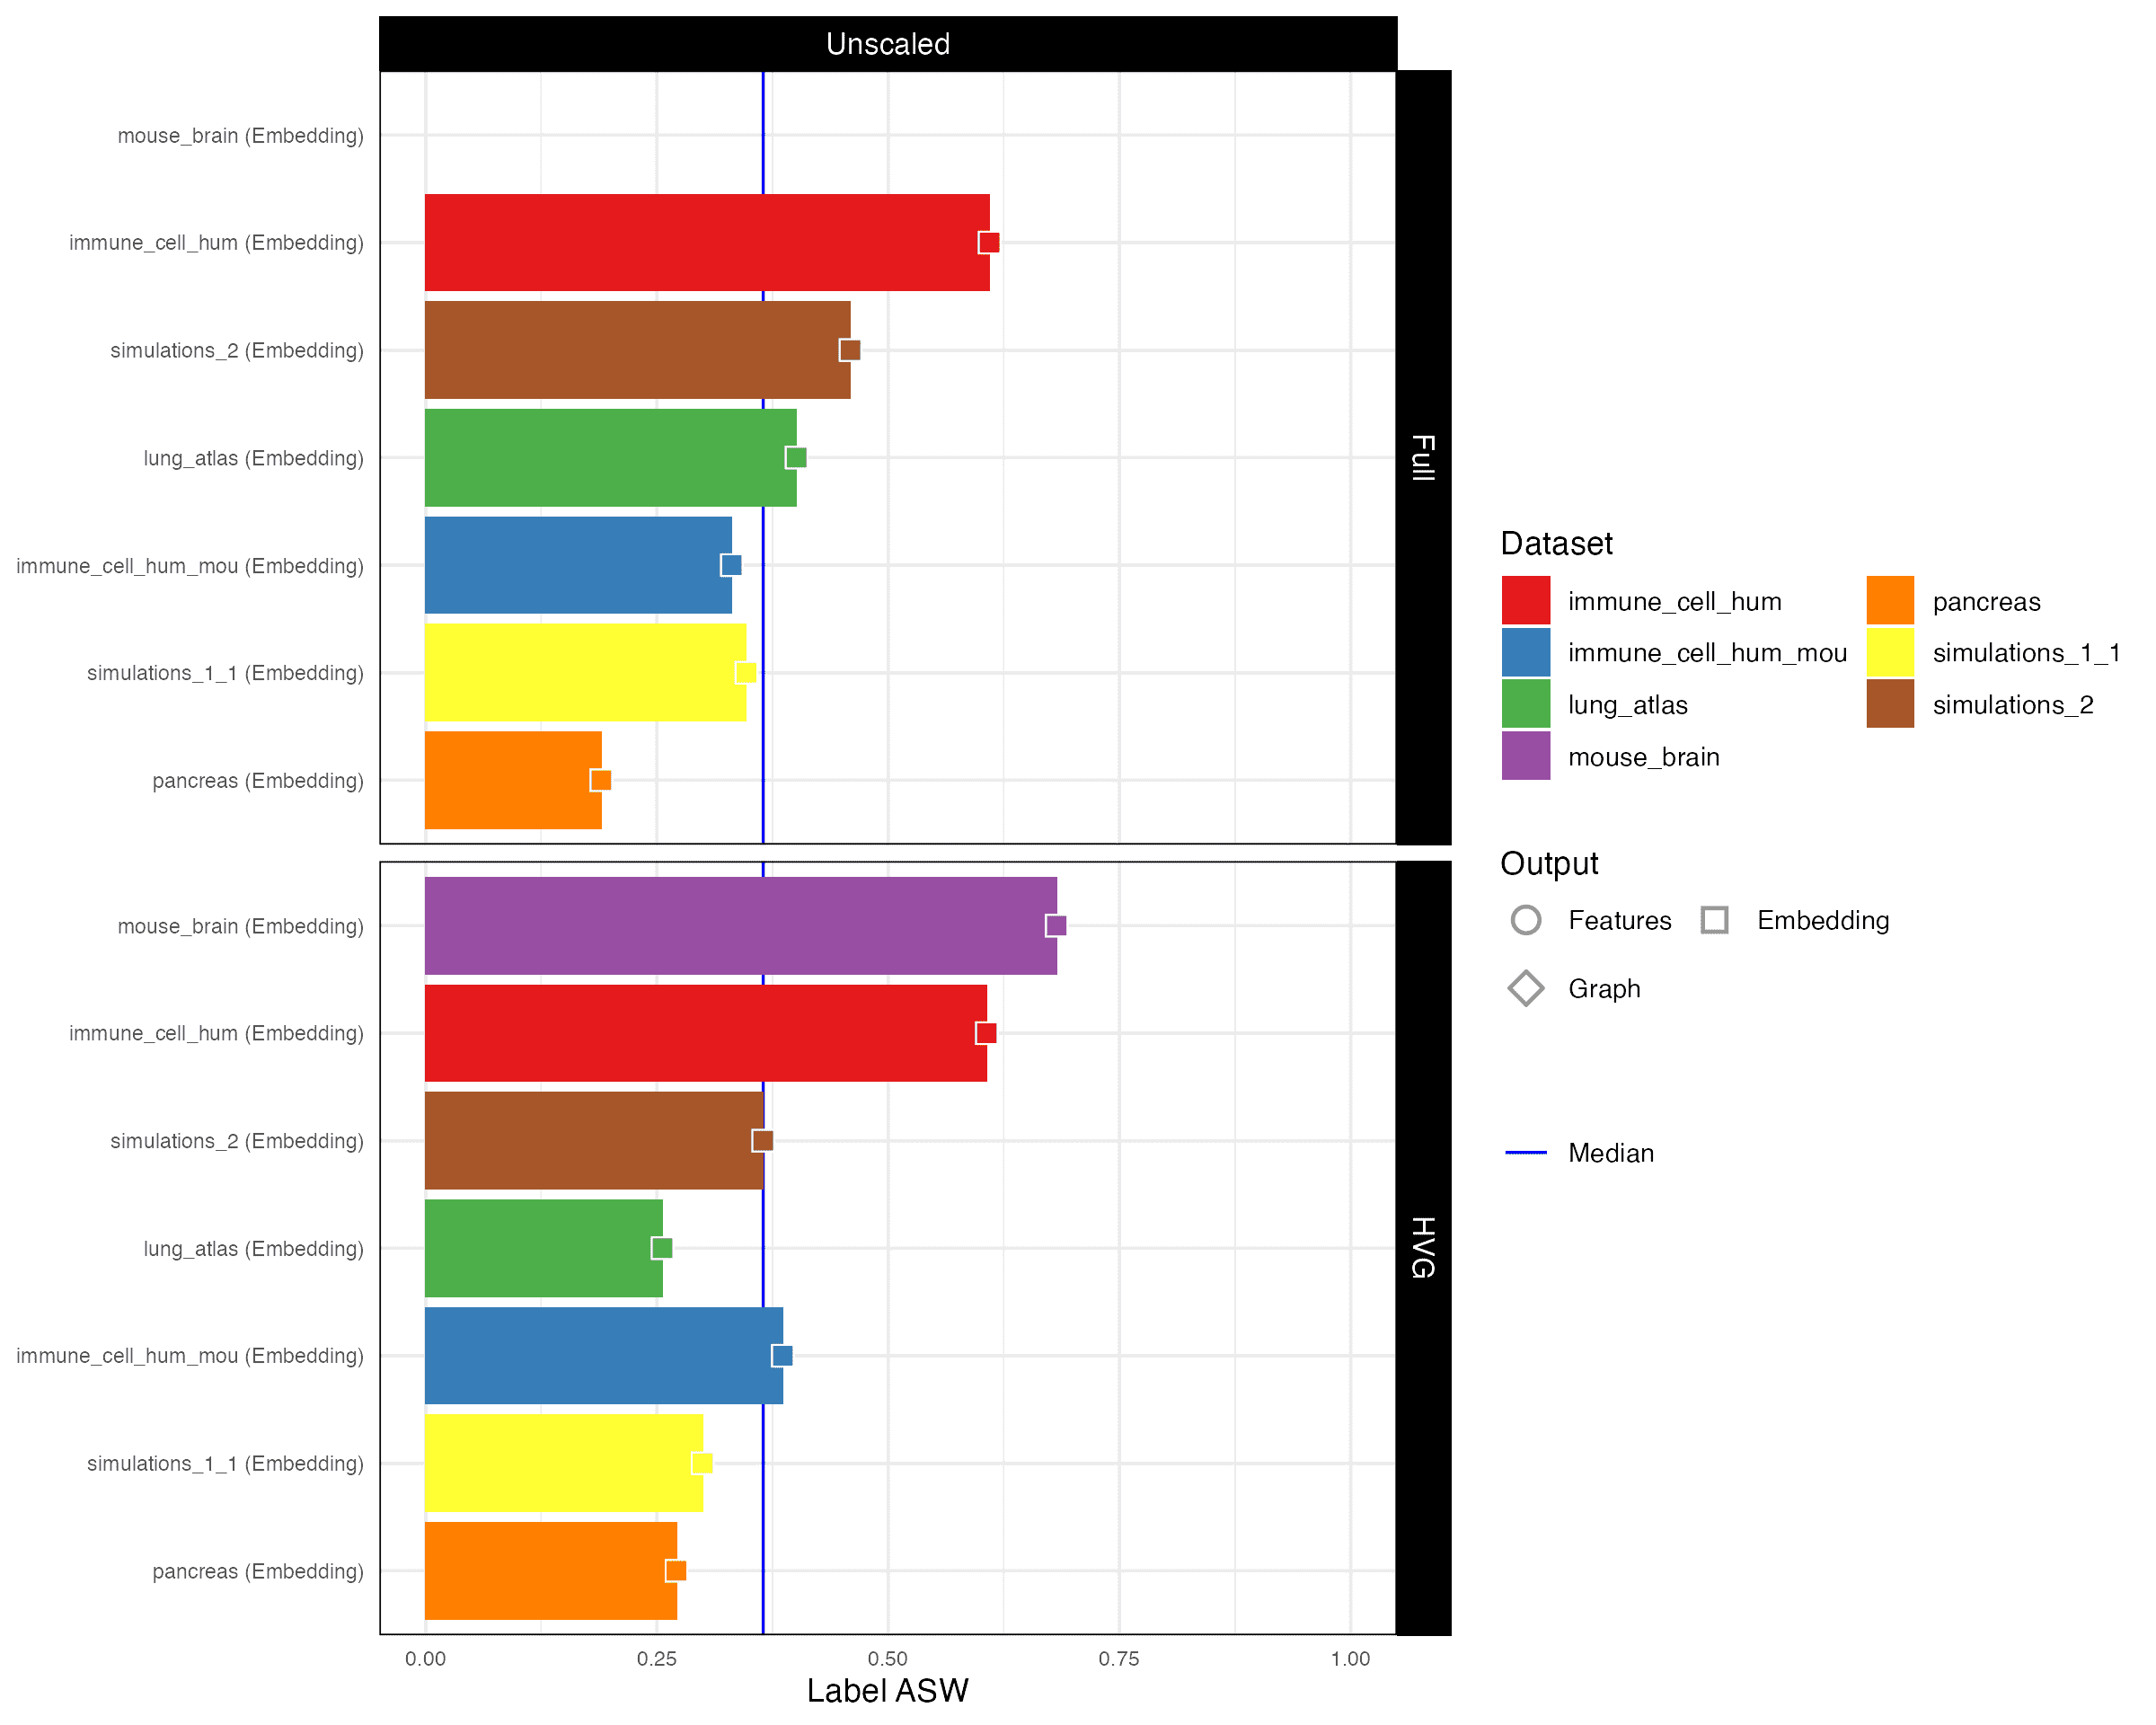 Unscaled
mouse_brain (Embedding)
immune_cell_hum (Embedding)
simulations_2 (Embedding)
lung_atlas (Embedding)
immune_cell_hum_mou (Embedding)
simulations_1_1 (Embedding)
pancreas (Embedding)
Full
mouse_brain (Embedding)
immune_cell_hum (Embedding)
simulations_2 (Embedding)
lung_atlas (Embedding)
immune_cell_hum_mou (Embedding)
simulations_1_1 (Embedding)
pancreas (Embedding)
HVG
0.00 0.25 0.50 0.75 1.00
Label ASW
Dataset
immune_cell_hum pancreas
immune_cell_hum_mou simulations_1_1
lung_atlas simulations_2
mouse_brain
Output
Features Embedding
Graph
Median